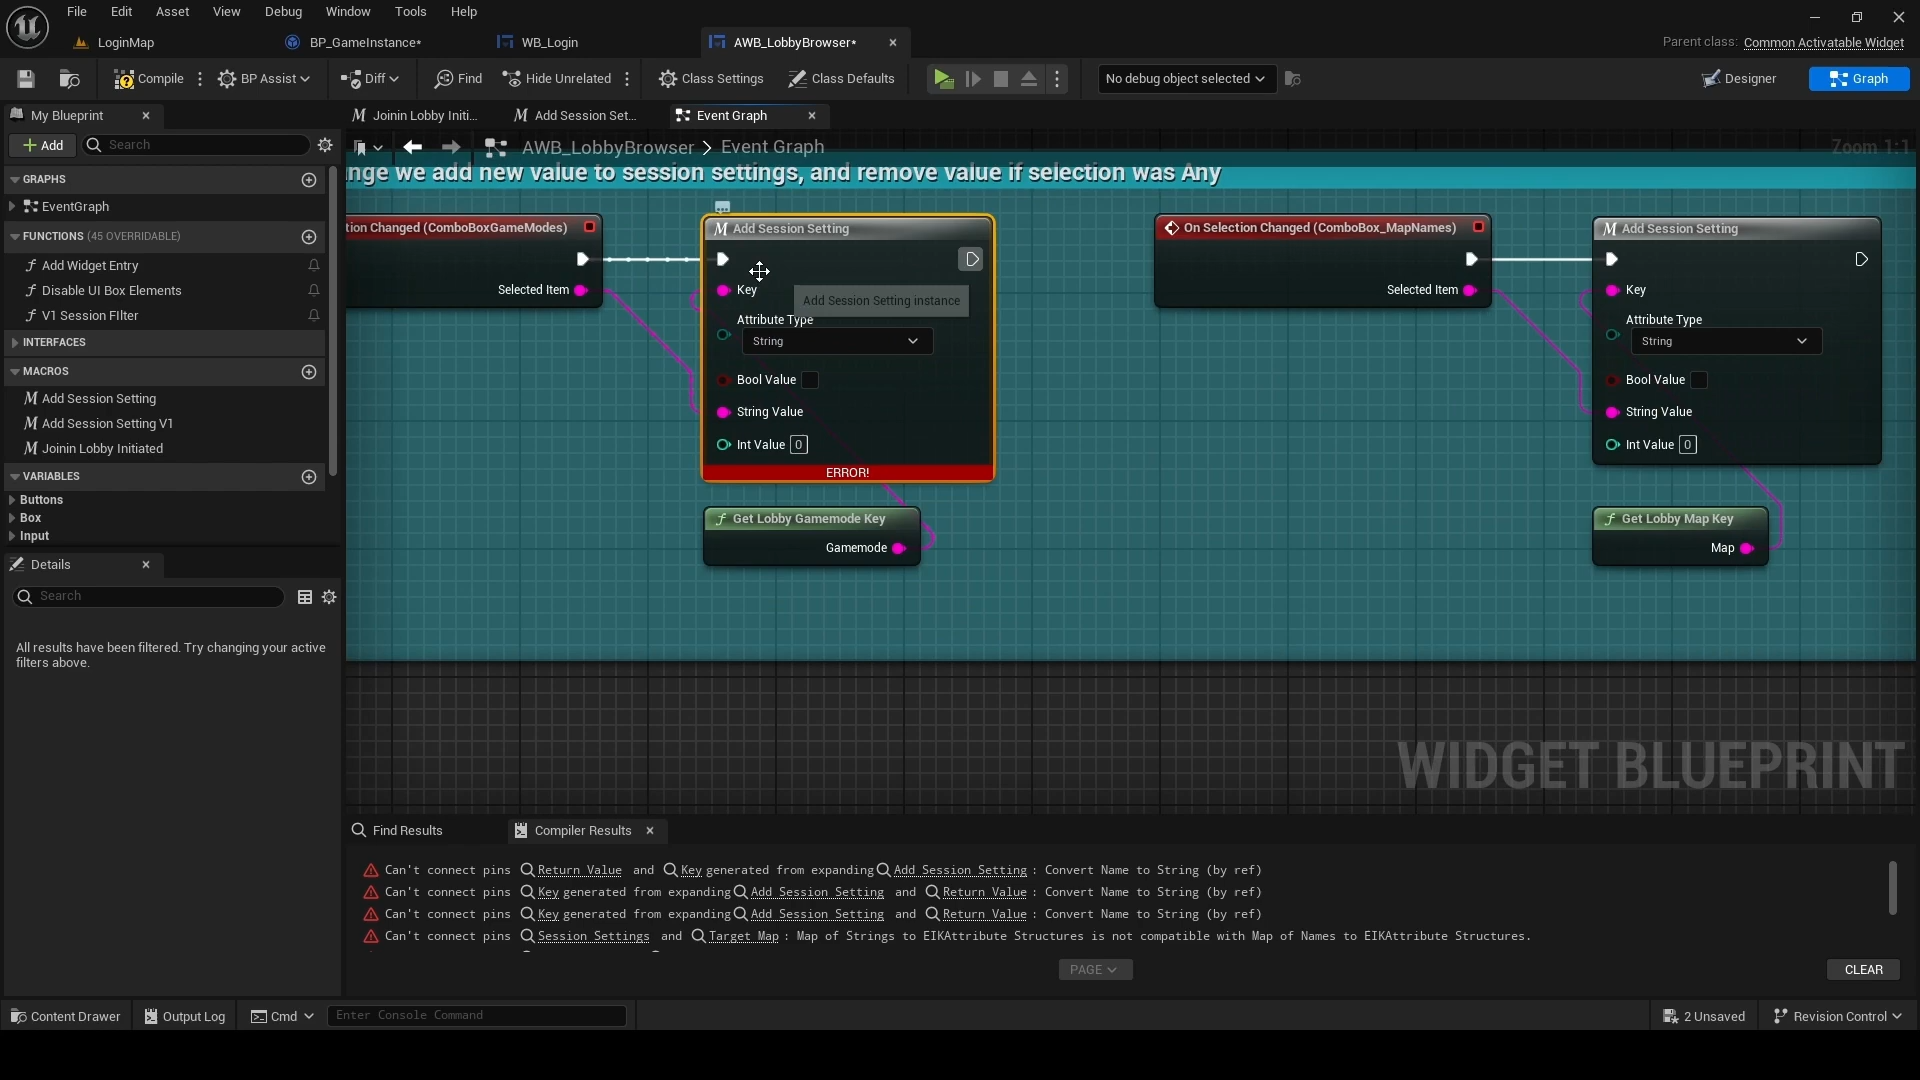 File Edit Asset View Debug Window Tools Help
LoginMap BP_GameInstance* WB_Login AWB_LobbyBrowser*
Parent class: Common Activatable Widget
Compile BP Assist Diff Find Hide Unrelated Class Settings Class Defaults No debug object selected Designer Graph
My Blueprint Joinin Lobby Initi... Add Session Set... Event Graph
Add Search
AWB_LobbyBrowser > Event Graph
Zoom 1:1
GRAPHS
EventGraph
FUNCTIONS (45 OVERRIDABLE)
Add Widget Entry
Disable UI Box Elements
V1 Session FIlter
INTERFACES
MACROS
Add Session Setting
Add Session Setting V1
Joinin Lobby Initiated
VARIABLES
Buttons
Box
Input
Details
Search
All results have been filtered. Try changing your active
filters above.
nge we add new value to session settings, and remove value if selection was Any
tion Changed (ComboBoxGameModes)
Selected Item
Add Session Setting
Key
Add Session Setting instance
Attribute Type
String
Bool Value
String Value
Int Value 0
ERROR!
Get Lobby Gamemode Key
Gamemode
On Selection Changed (ComboBox_MapNames)
Selected Item
Add Session Setting
Key
Attribute Type
String
Bool Value
String Value
Int Value 0
Get Lobby Map Key
Map
WIDGET BLUEPRINT
Find Results Compiler Results
Can't connect pins Return Value and Key generated from expanding Add Session Setting : Convert Name to String (by ref)
Can't connect pins Key generated from expanding Add Session Setting and Return Value : Convert Name to String (by ref)
Can't connect pins Key generated from expanding Add Session Setting and Return Value : Convert Name to String (by ref)
Can't connect pins Session Settings and Target Map : Map of Strings to EIKAttribute Structures is not compatible with Map of Names to EIKAttribute Structures.
PAGE CLEAR
Content Drawer Output Log Cmd Enter Console Command 2 Unsaved Revision Control